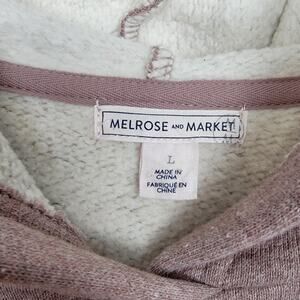 MELROSE AND MARKET
L
MADE IN
CHINA
FABRIQUÉ EN
CHINE